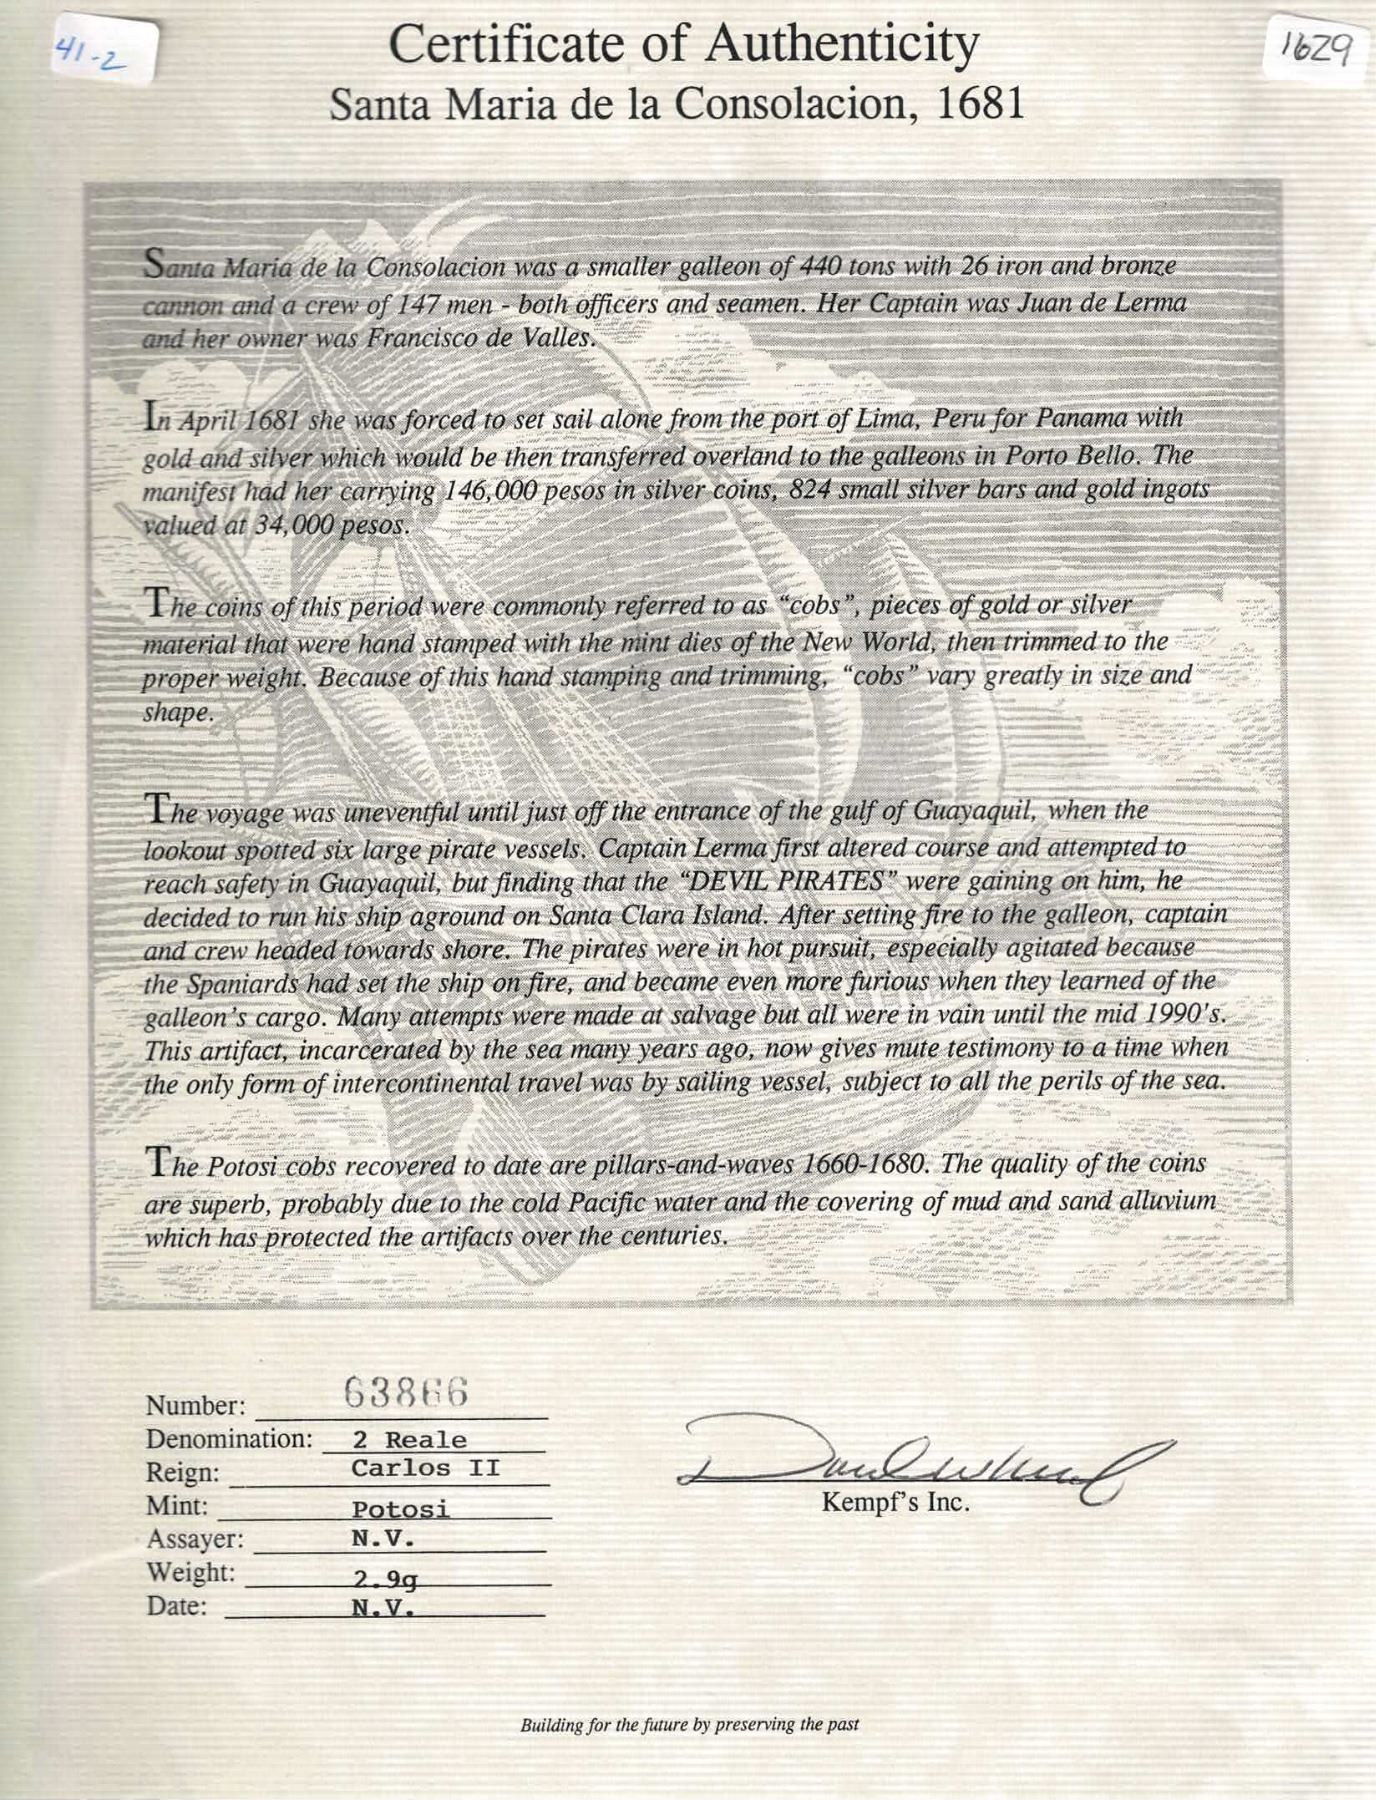 41-2
1629
Certificate of Authenticity
Santa Maria de la Consolacion, 1681
Santa Maria de la Consolacion was a smaller galleon of 440 tons with 26 iron and bronze
cannon and a crew of 147 men - both officers and seamen. Her Captain was Juan de Lerma
and her owner was Francisco de Valles.
In April 1681 she was forced to set sail alone from the port of Lima, Peru for Panama with
gold and silver which would be then transferred overland to the galleons in Porto Bello. The
manifest had her carrying 146,000 pesos in silver coins, 824 small silver bars and gold ingots
valued at 34,000 pesos.
The coins of this period were commonly referred to as “cobs”, pieces of gold or silver
material that were hand stamped with the mint dies of the New World, then trimmed to the
proper weight. Because of this hand stamping and trimming, “cobs” vary greatly in size and
shape.
The voyage was uneventful until just off the entrance of the gulf of Guayaquil, when the
lookout spotted six large pirate vessels. Captain Lerma first altered course and attempted to
reach safety in Guayaquil, but finding that the “DEVIL PIRATES” were gaining on him, he
decided to run his ship aground on Santa Clara Island. After setting fire to the galleon, captain
and crew headed towards shore. The pirates were in hot pursuit, especially agitated because
the Spaniards had set the ship on fire, and became even more furious when they learned of the
galleon's cargo. Many attempts were made at salvage but all were in vain until the mid 1990's.
This artifact, incarcerated by the sea many years ago, now gives mute testimony to a time when
the only form of intercontinental travel was by sailing vessel, subject to all the perils of the sea.
The Potosi cobs recovered to date are pillars-and-waves 1660-1680. The quality of the coins
are superb, probably due to the cold Pacific water and the covering of mud and sand alluvium
which has protected the artifacts over the centuries.
Number: 63866
Denomination: 2 Reale
Reign: Carlos II
Mint: Potosi
Assayer: N.V.
Weight: 2.9g
Date: N.V.
Kempf's Inc.
Building for the future by preserving the past